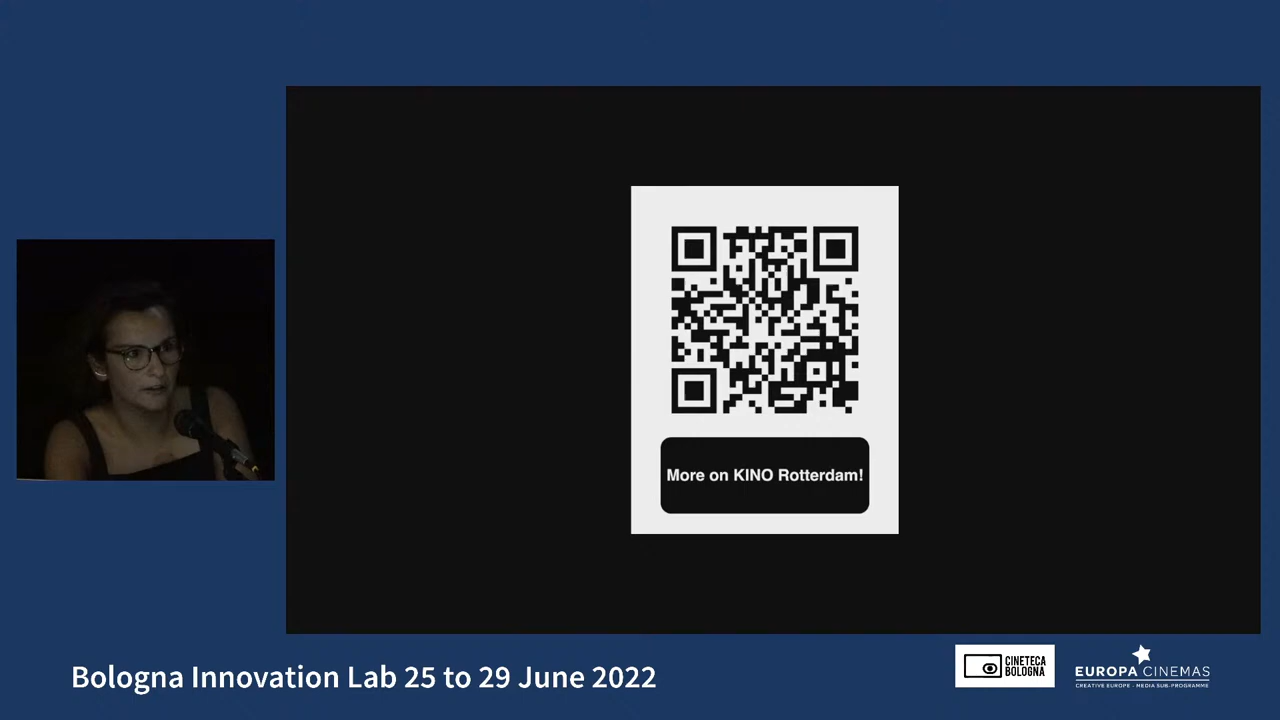 More on KINO Rotterdam!
Bologna Innovation Lab 25 to 29 June 2022
CINETECA
BOLOGNA
EUROPA CINEMAS
CREATIVE EUROPE - MEDIA SUB-PROGRAMME